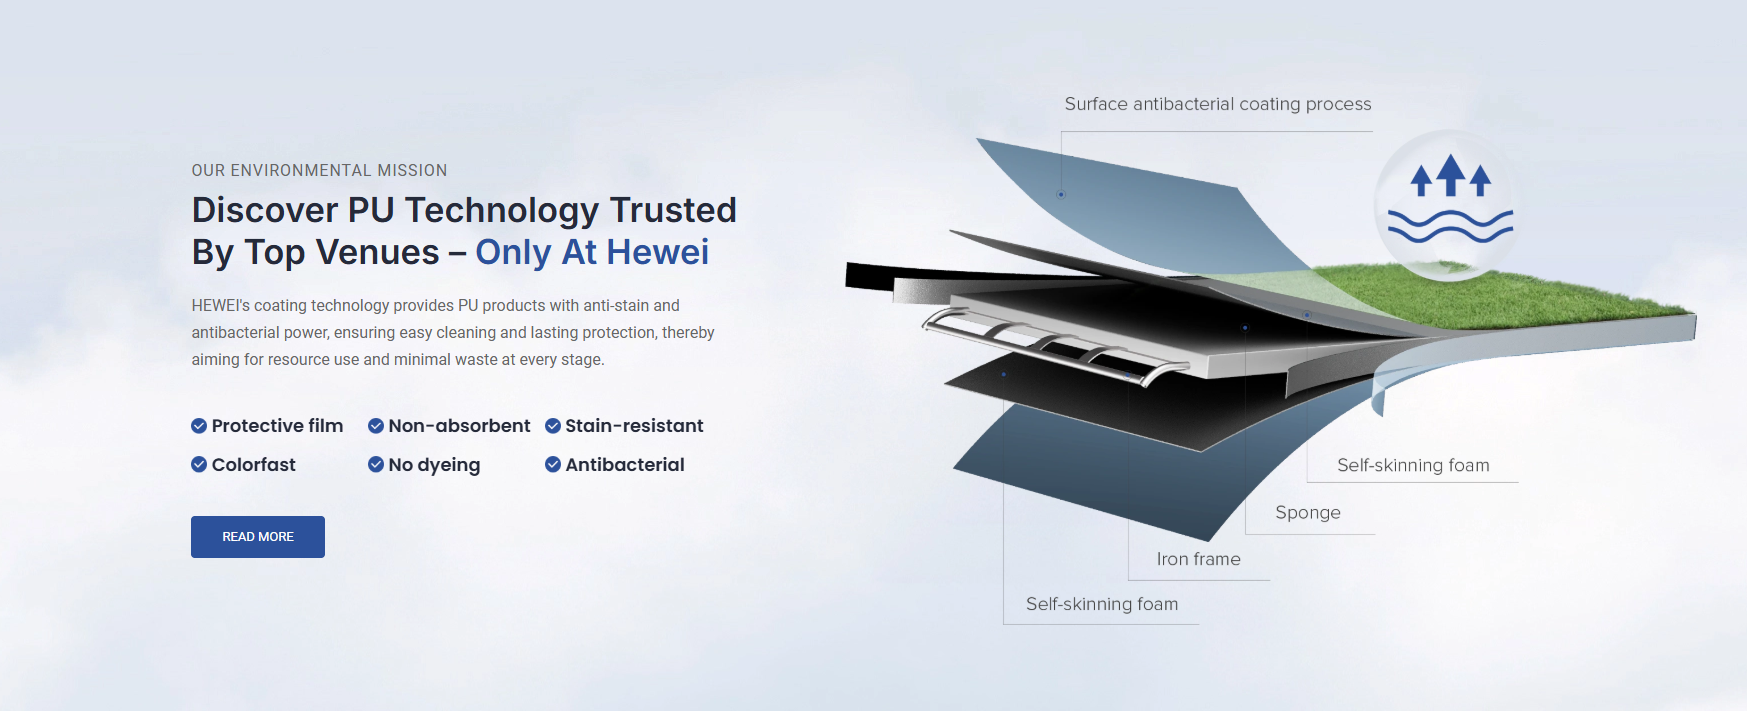 OUR ENVIRONMENTAL MISSION
Discover PU Technology Trusted
By Top Venues – Only At Hewei
HEWEI's coating technology provides PU products with anti-stain and
antibacterial power, ensuring easy cleaning and lasting protection, thereby
aiming for resource use and minimal waste at every stage.
Protective film
Non-absorbent
Stain-resistant
Colorfast
No dyeing
Antibacterial
READ MORE
Surface antibacterial coating process
Self-skinning foam
Sponge
Iron frame
Self-skinning foam